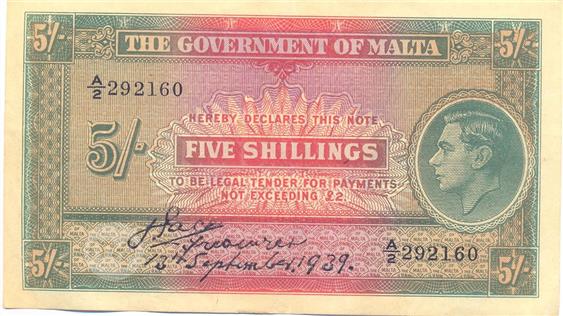 5/- THE GOVERNMENT OF MALTA 5/-
A/2 292160
HEREBY DECLARES THIS NOTE
5/- FIVE SHILLINGS
TO BE LEGAL TENDER FOR PAYMENTS
NOT EXCEEDING £2.
Treasurer
13th September, 1939.
A/2 292160
5/- 5/-